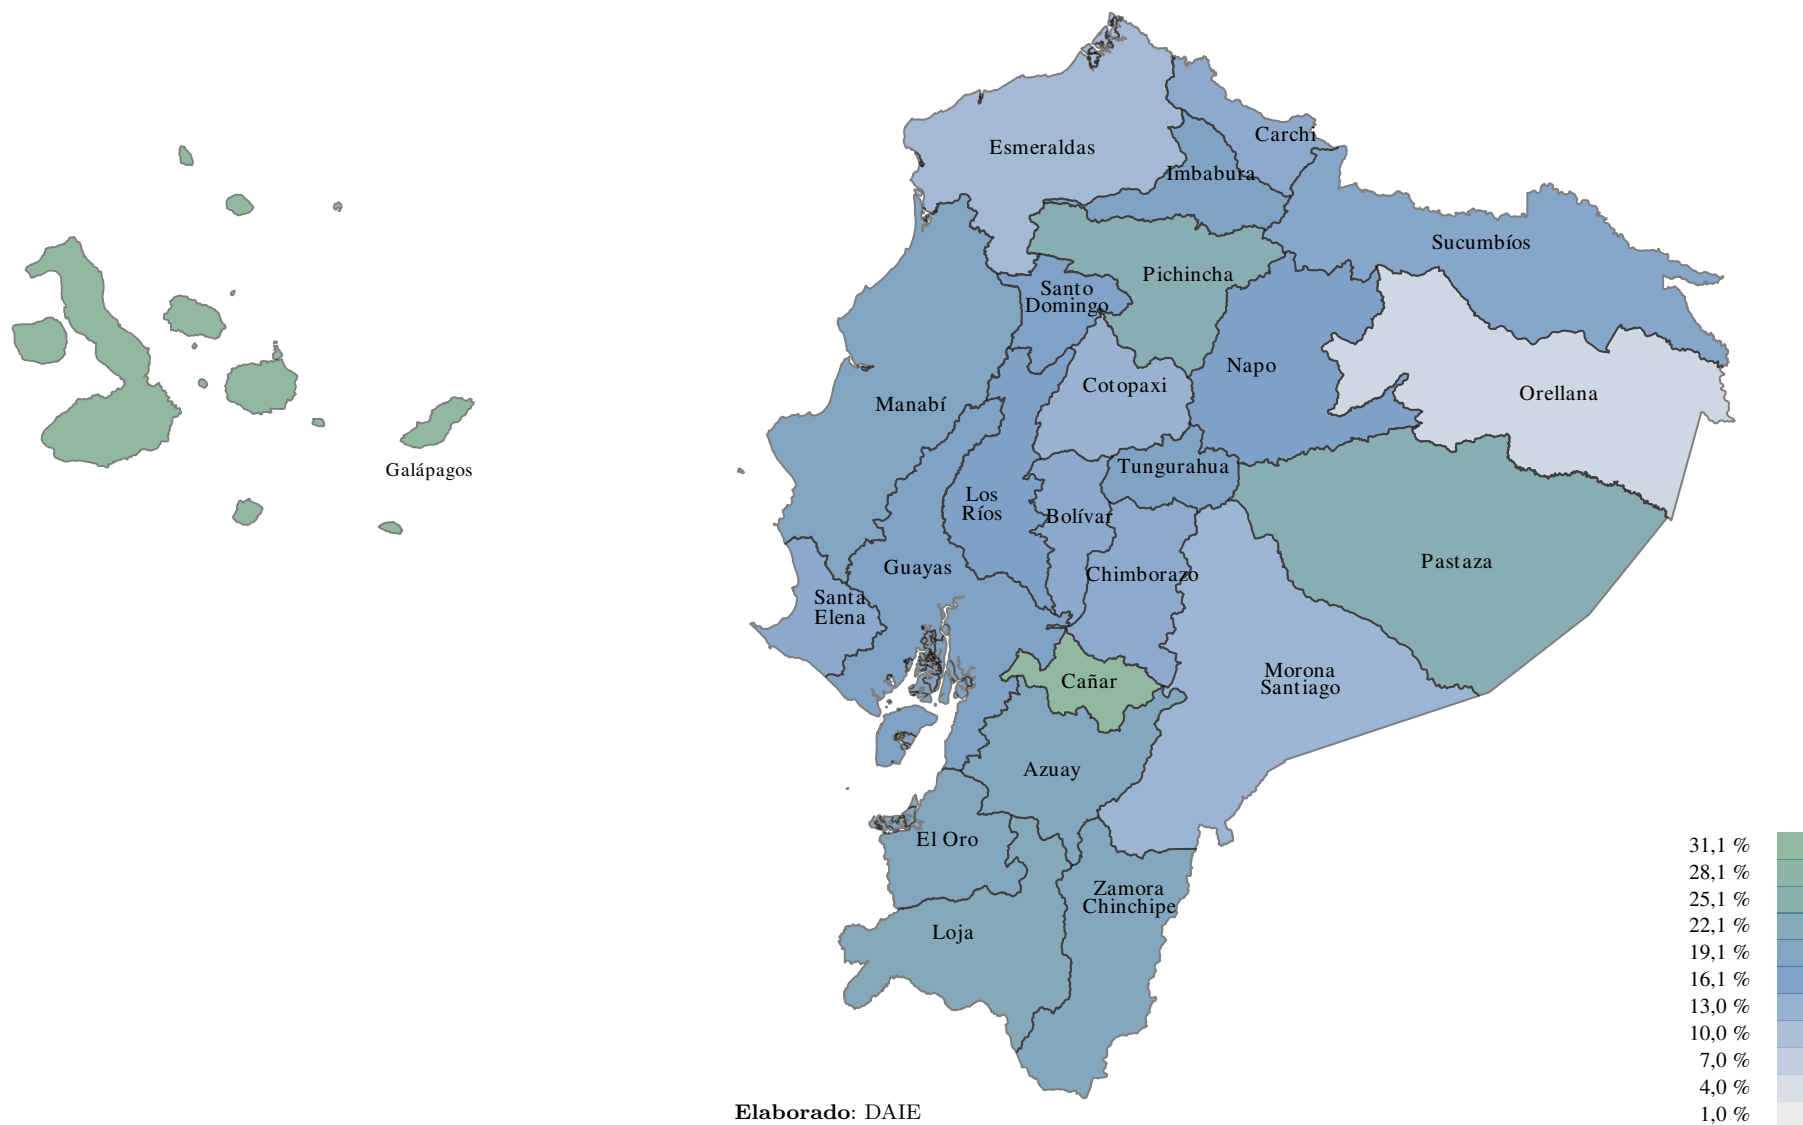 Carchi
Esmeraldas
Imbabura
Sucumbíos
Pichincha
Santo
Domingo
Napo
Cotopaxi
Orellana
Manabí
Tungurahua
Galápagos
Los
Ríos
Bolívar
Pastaza
Guayas
Chimborazo
Santa
Elena
Morona
Santiago
Cañar
Azuay
El Oro
Zamora
Chinchipe
Loja
31,1 %
28,1 %
25,1 %
22,1 %
19,1 %
16,1 %
13,0 %
10,0 %
7,0 %
4,0 %
1,0 %
Elaborado: DAIE